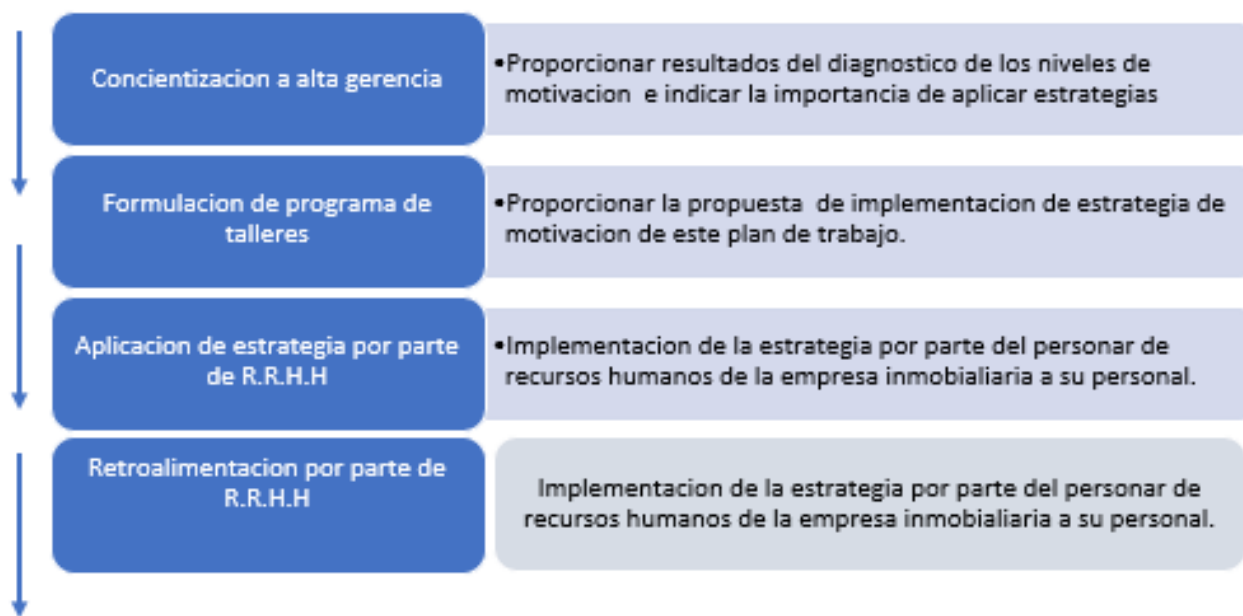 Concientizacion a alta gerencia
•Proporcionar resultados del diagnostico de los niveles de
motivacion e indicar la importancia de aplicar estrategias
Formulacion de programa de
talleres
•Proporcionar la propuesta de implementacion de estrategia de
motivacion de este plan de trabajo.
Aplicacion de estrategia por parte
de R.R.H.H
•Implementacion de la estrategia por parte del personar de
recursos humanos de la empresa inmobialiaria a su personal.
Retroalimentacion por parte de
R.R.H.H
Implementacion de la estrategia por parte del personar de
recursos humanos de la empresa inmobialiaria a su personal.